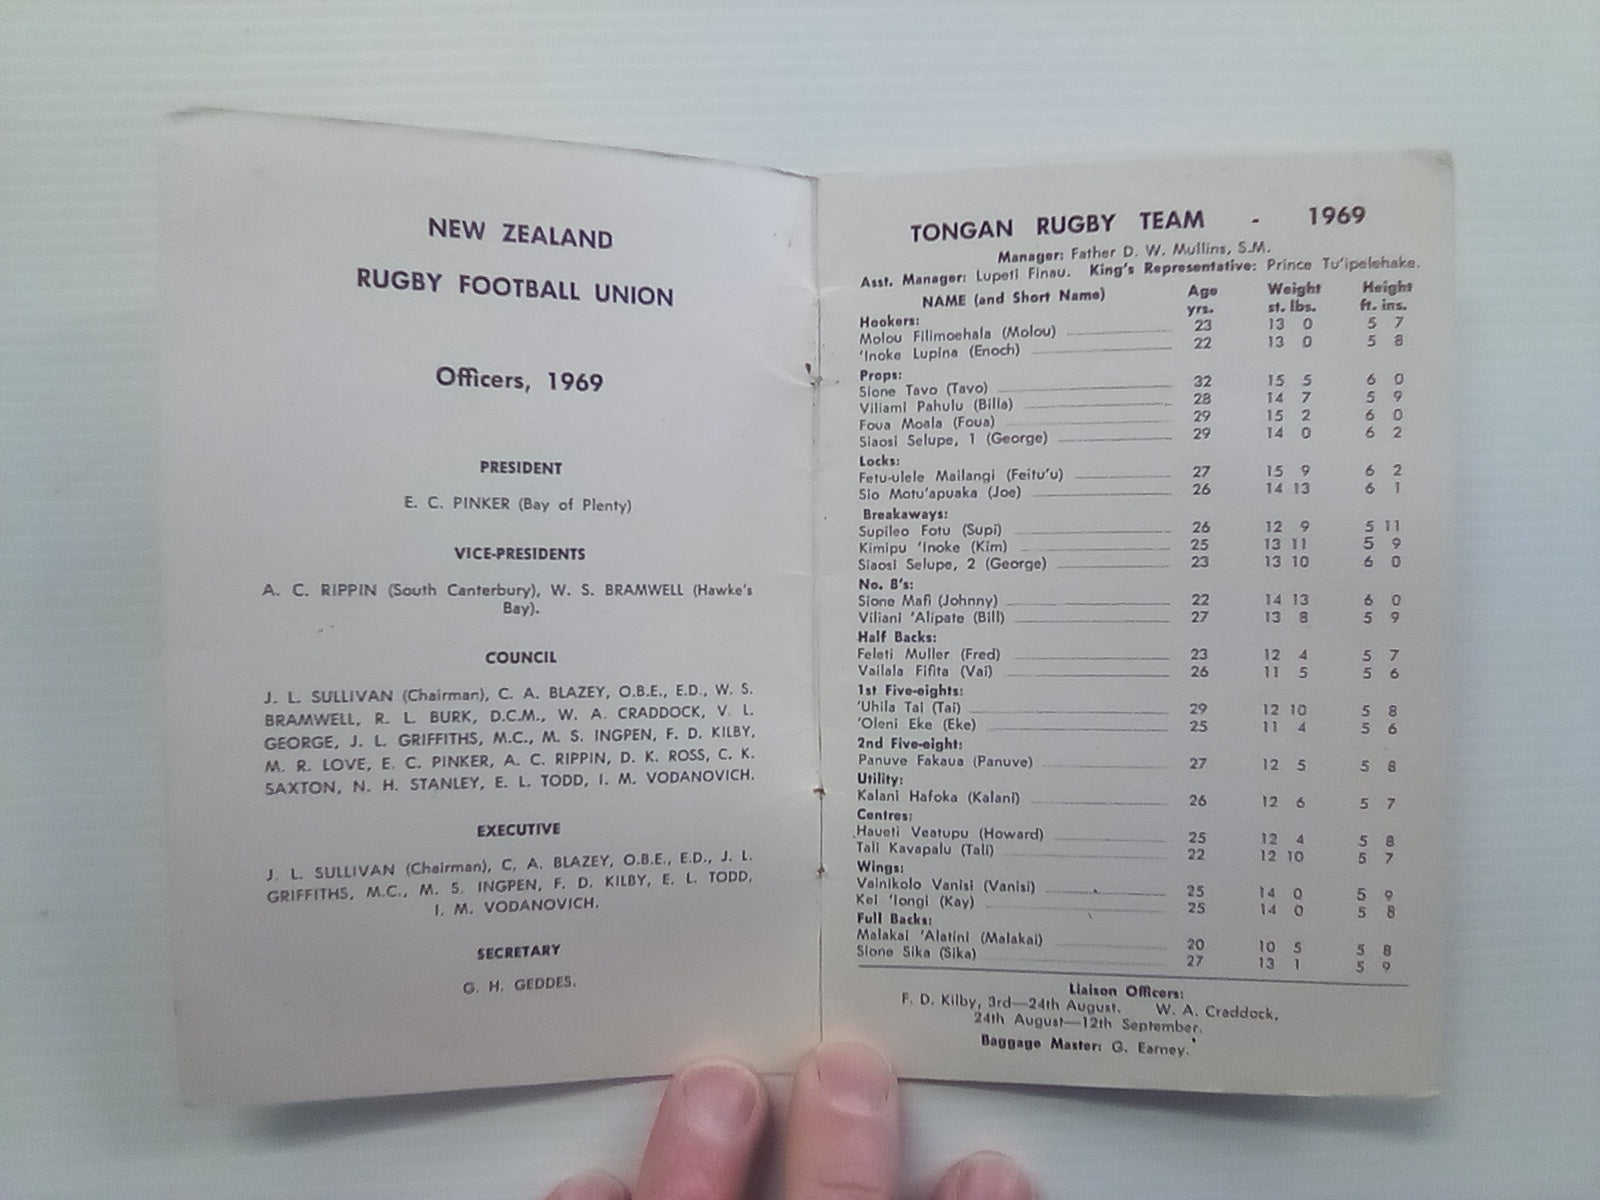 NEW ZEALAND
RUGBY FOOTBALL UNION
Officers, 1969
PRESIDENT
E. C. PINKER (Bay of Plenty)
VICE-PRESIDENTS
A. C. RIPPIN (South Canterbury), W. S. BRAMWELL (Hawke's
Bay).
COUNCIL
J. L. SULLIVAN (Chairman), C. A. BLAZEY, O.B.E., E.D., W. S.
BRAMWELL, R. L. BURK, D.C.M., W. A. CRADDOCK, V. L.
GEORGE, J. L. GRIFFITHS, M.C., M. S. INGPEN, F. D. KILBY,
M. R. LOVE, E. C. PINKER, A. C. RIPPIN, D. K. ROSS, C. K.
SAXTON, N. H. STANLEY, E. L. TODD, I. M. VODANOVICH.
EXECUTIVE
J. L. SULLIVAN (Chairman), C. A. BLAZEY, O.B.E., E.D., J. L.
GRIFFITHS, M.C., M. S. INGPEN, F. D. KILBY, E. L. TODD,
I. M. VODANOVICH.
SECRETARY
G. H. GEDDES.
TONGAN RUGBY TEAM - 1969
Manager: Father D. W. Mullins, S.M.
Asst. Manager: Lupeti Finau. King's Representative: Prince Tu'ipelehake.
NAME (and Short Name) Age Weight Height
yrs. st. lbs. ft. ins.
Hookers:
Molou Filimoehala (Molou) 23 13 0 5 7
'Inoke Lupina (Enoch) 22 13 0 5 8
Props:
Sione Tavo (Tavo) 32 15 5 6 0
Viliami Pahulu (Billa) 28 14 7 5 9
Foua Moala (Foua) 29 15 2 6 0
Siaosi Selupe, 1 (George) 29 14 0 6 2
Locks:
Fetu-ulele Mailangi (Feitu'u) 27 15 9 6 2
Sio Motu'apuaka (Joe) 26 14 13 6 1
Breakaways:
Supileo Fotu (Supi) 26 12 9 5 11
Kimipu 'Inoke (Kim) 25 13 11 5 9
Siaosi Selupe, 2 (George) 23 13 10 6 0
No. 8's:
Sione Mafi (Johnny) 22 14 13 6 0
Viliani 'Alipate (Bill) 27 13 8 5 9
Half Backs:
Feleti Muller (Fred) 23 12 4 5 7
Vailala Fifita (Vai) 26 11 5 5 6
1st Five-eights:
'Uhila Tai (Tai) 29 12 10 5 8
'Oleni Eke (Eke) 25 11 4 5 6
2nd Five-eight:
Panuve Fakaua (Panuve) 27 12 5 5 8
Utility:
Kalani Hafoka (Kalani) 26 12 6 5 7
Centres:
Haueti Veatupu (Howard) 25 12 4 5 8
Tali Kavapalu (Tali) 22 12 10 5 7
Wings:
Vainikolo Vanisi (Vanisi) 25 14 0 5 9
Kei 'Iongi (Kay) 25 14 0 5 8
Full Backs:
Malakai 'Alatini (Malakai) 20 10 5 5 8
Sione Sika (Sika) 27 13 1 5 9
Liaison Officers:
F. D. Kilby, 3rd—24th August. W. A. Craddock,
24th August—12th September.
Baggage Master: G. Earney.